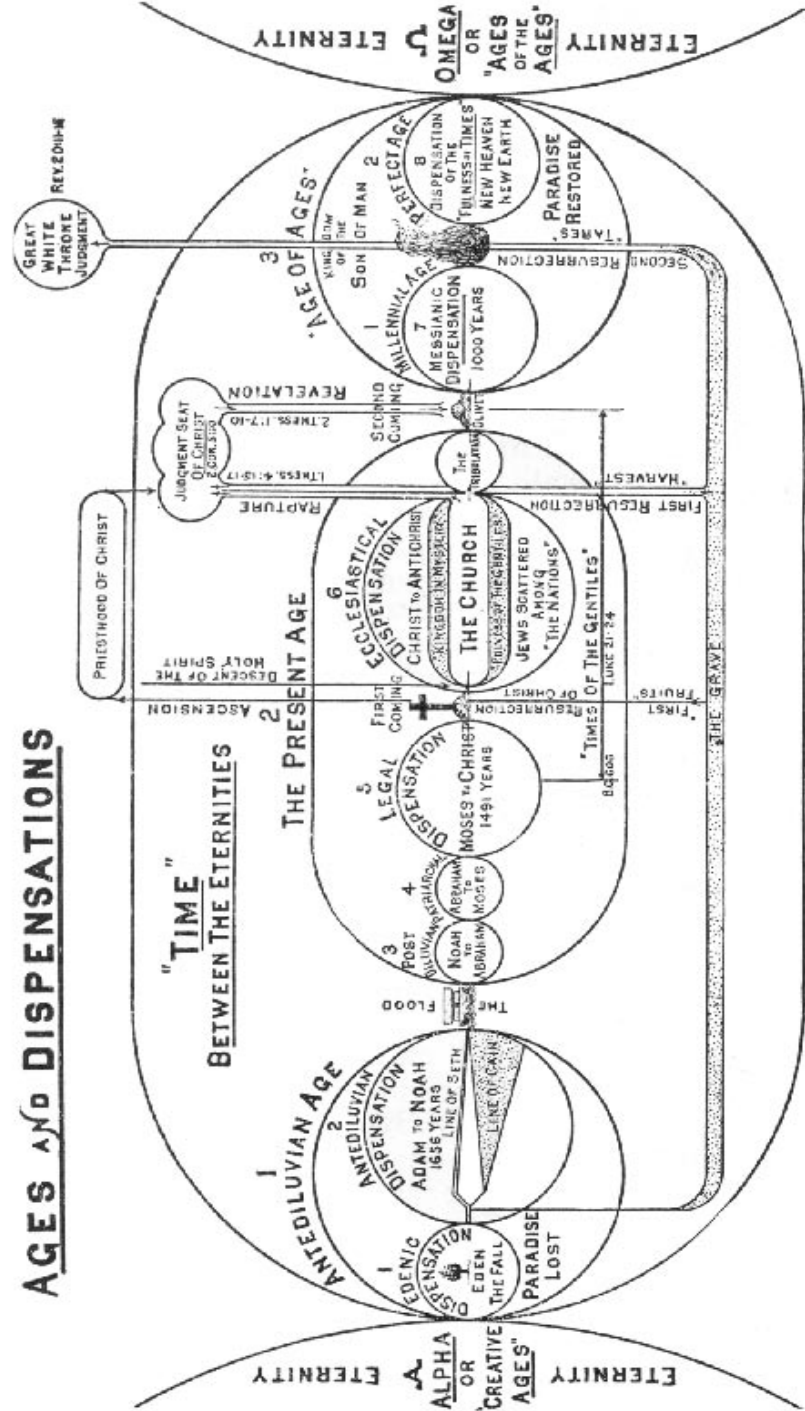 AGES AND DISPENSATIONS
"TIME"
BETWEEN THE ETERNITIES
ETERNITY
ALPHA
OR
"CREATIVE
AGES"
ETERNITY
1
ANTEDILUVIAN AGE
1
EDENIC
DISPENSATION
EDEN
THE FALL
PARADISE
LOST
2
ANTEDILUVIAN
DISPENSATION
ADAM TO NOAH
1656 YEARS
LINE OF SETH
LINE OF CAIN
THE
FLOOD
2
THE PRESENT AGE
3
POST
DILUVIAN
NOAH
TO
ABRAHAM
4
PATRIARCHAL
ABRAHAM
TO
MOSES
5
LEGAL
DISPENSATION
MOSES TO CHRIST
1491 YEARS
FIRST
COMING
ASCENSION
DESCENT OF THE
HOLY SPIRIT
RESURRECTION
OF CHRIST
"FIRST
FRUITS"
PRIESTHOOD OF CHRIST
6
ECCLESIASTICAL
DISPENSATION
CHRIST TO ANTICHRIST
KINGDOM IN MYSTERY
THE CHURCH
FULNESS OF THE GENTILES
JEWS SCATTERED
AMONG
"THE NATIONS"
"TIMES OF THE GENTILES"
B.C. 606
LUKE 21:24
RAPTURE
1. THESS. 4:15-17
JUDGMENT SEAT
OF CHRIST
2 COR. 5:10
REVELATION
2. THESS. 1:7-10
THE
TRIBULATION
SECOND
COMING
OLIVET
FIRST RESURRECTION
"HARVEST"
THE GRAVE
3
"AGE OF AGES"
KINGDOM
OF THE
SON OF MAN
1
MILLENNIAL AGE
7
MESSIANIC
DISPENSATION
1000 YEARS
2
PERFECT AGE
8
DISPENSATION
OF THE
FULNESS OF TIMES
NEW HEAVEN
NEW EARTH
PARADISE
RESTORED
SECOND RESURRECTION
"TARES"
GREAT
WHITE
THRONE
JUDGMENT
REV. 20:11-15
ETERNITY
Ω
OMEGA
OR
"AGES
OF THE
AGES"
ETERNITY